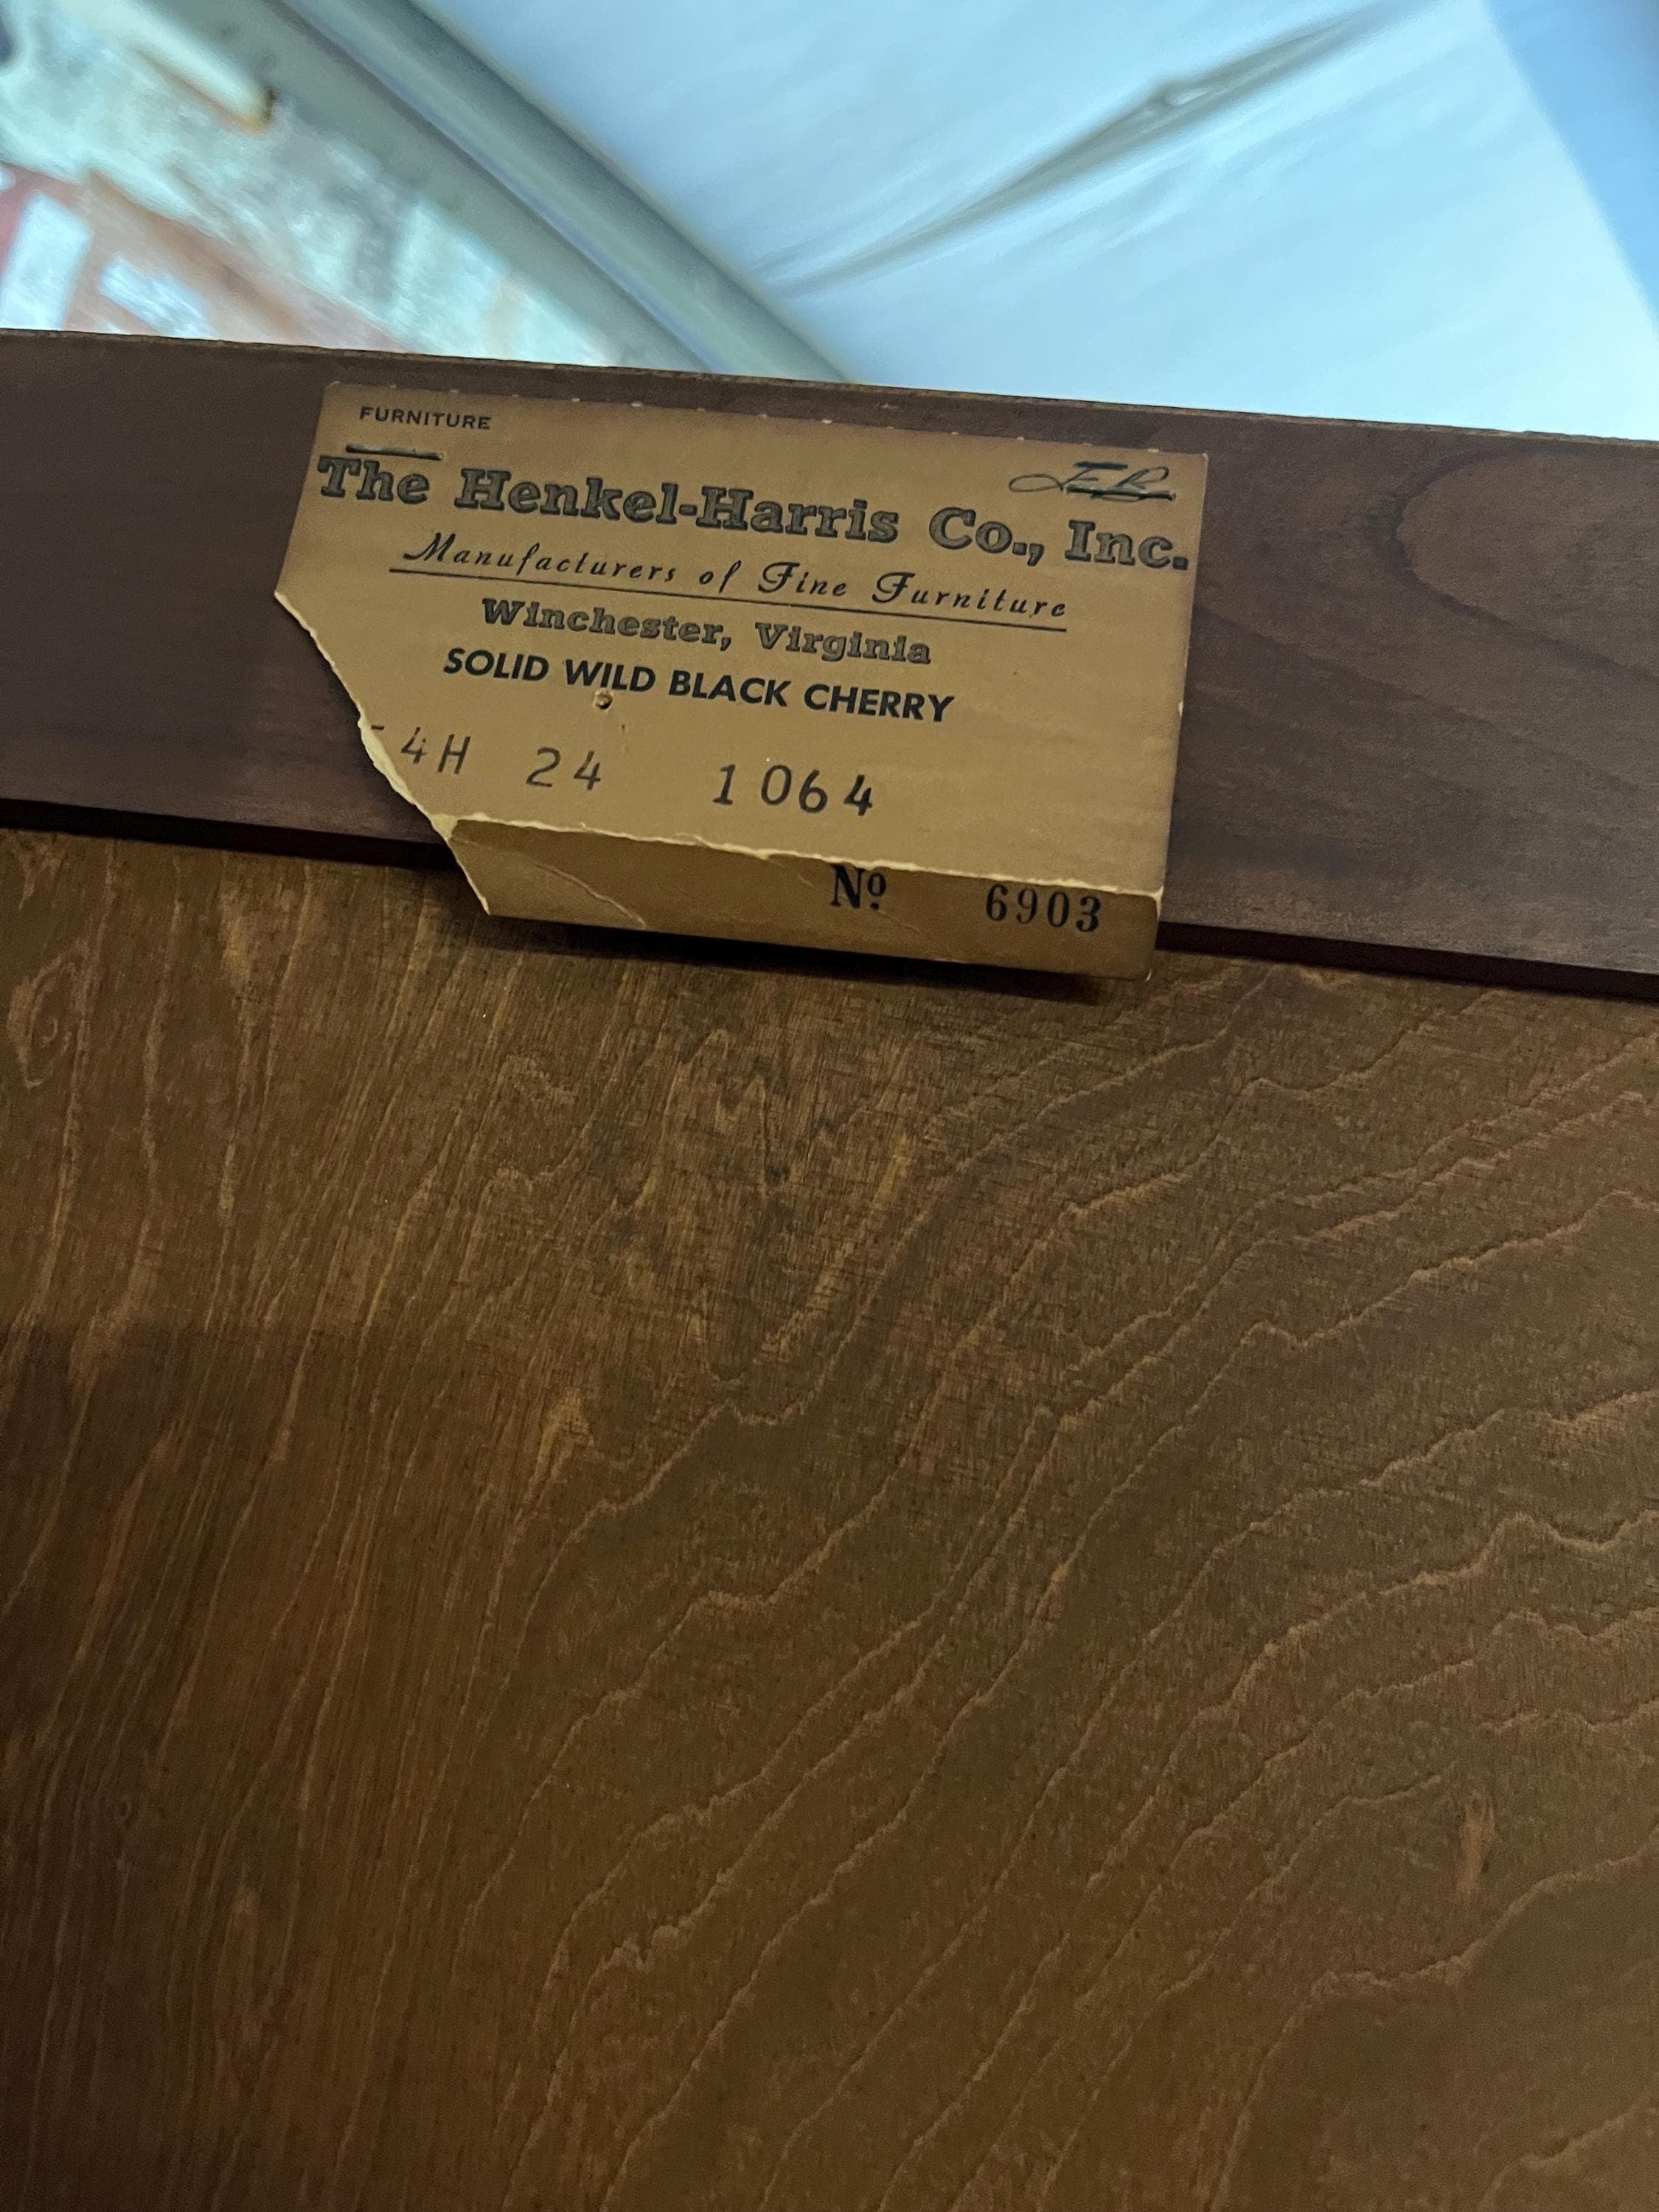 FURNITURE
The Henkel-Harris Co., Inc.
Manufacturers of Fine Furniture
Winchester, Virginia
SOLID WILD BLACK CHERRY
4H 24 1064
Nº 6903